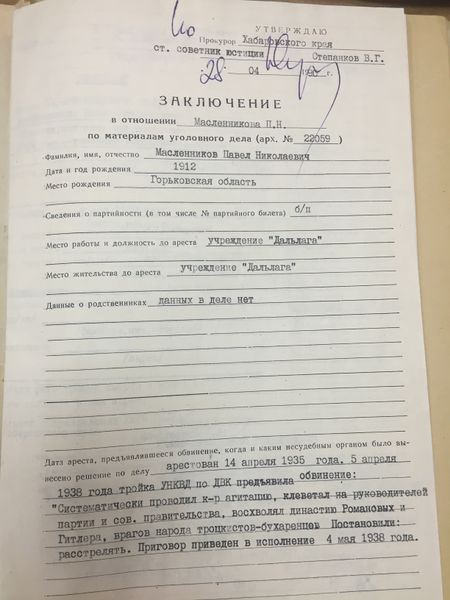 УТВЕРЖДАЮ
Прокурор Хабаровского края
ст. советник юстиции Степанков В.Г.
28 04 19 г.
ЗАКЛЮЧЕНИЕ
в отношении Масленникова П.Н.
по материалам уголовного дела (арх. № 22059 )
Фамилия, имя, отчество Масленников Павел Николаевич
Дата и год рождения 1912
Место рождения Горьковская область
Сведения о партийности (в том числе № партийного билета) б/п
Место работы и должность до ареста учреждение "Дальлага"
Место жительства до ареста учреждение "Дальлага"
Данные о родственниках данных в деле нет
Дата ареста, предъявлявшееся обвинение, когда и каким несудебным органом было вы-
несено решение по делу арестован 14 апреля 1935 года. 5 апреля
1938 года тройка УНКВД по ДВК предъявила обвинение:
"Систематически проводил к-р агитацию, клеветал на руководителей
партии и сов. правительства, восхвалял династию Романовых и
Гитлера, врагов народа троцкистов-бухаренцев Постановили:
расстрелять. Приговор приведен в исполнение 4 мая 1938 года.